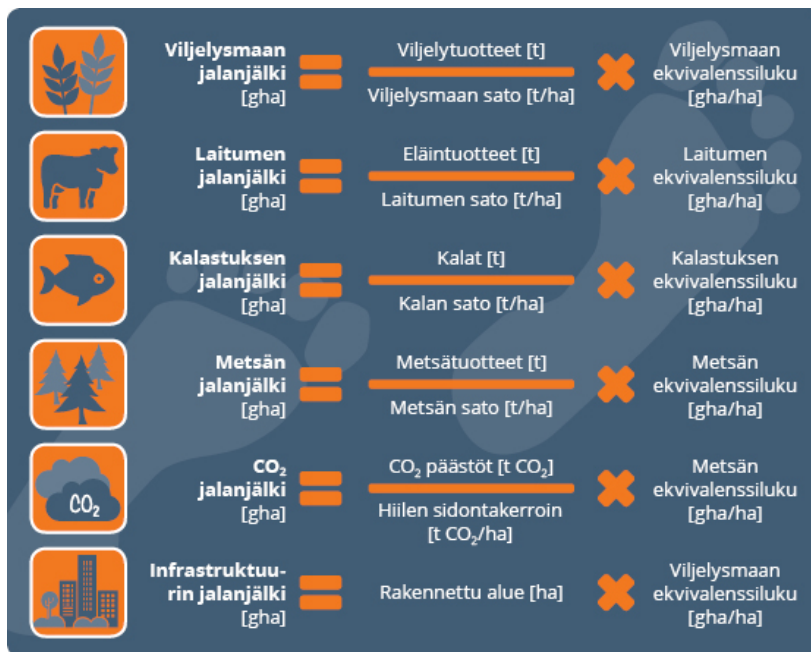 Viljelysmaan
jalanjälki
[gha]
Viljelytuotteet [t]
Viljelysmaan sato [t/ha]
Viljelysmaan
ekvivalenssiluku
[gha/ha]
Laitumen
jalanjälki
[gha]
Eläintuotteet [t]
Laitumen sato [t/ha]
Laitumen
ekvivalenssiluku
[gha/ha]
Kalastuksen
jalanjälki
[gha]
Kalat [t]
Kalan sato [t/ha]
Kalastuksen
ekvivalenssiluku
[gha/ha]
Metsän
jalanjälki
[gha]
Metsätuotteet [t]
Metsän sato [t/ha]
Metsän
ekvivalenssiluku
[gha/ha]
CO₂
CO₂
jalanjälki
[gha]
CO₂ päästöt [t CO₂]
Hiilen sidontakerroin
[t CO₂/ha]
Metsän
ekvivalenssiluku
[gha/ha]
Infrastruktuu-
rin jalanjälki
[gha]
Rakennettu alue [ha]
Viljelysmaan
ekvivalenssiluku
[gha/ha]